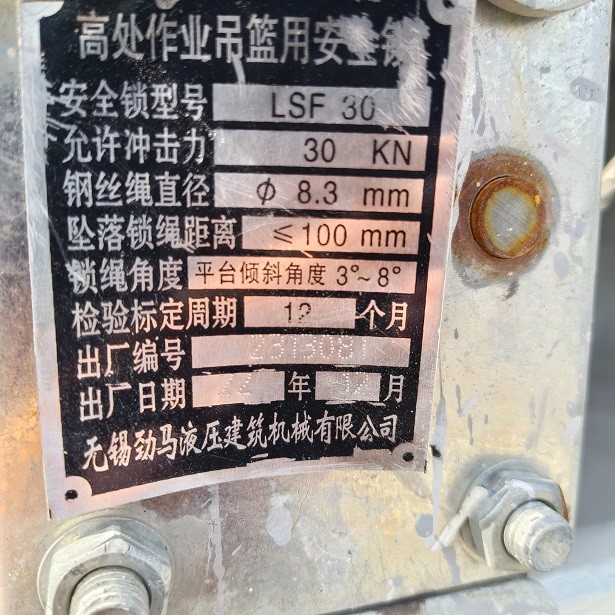 高处作业吊篮用安全锁
安全锁型号 LSF 30
允许冲击力 30 KN
钢丝绳直径 Φ 8.3 mm
坠落锁绳距离 ≤100 mm
锁绳角度 平台倾斜角度 3°~8°
检验标定周期 12 个月
出厂编号 2313081
出厂日期 22 年 12 月
无锡劲马液压建筑机械有限公司